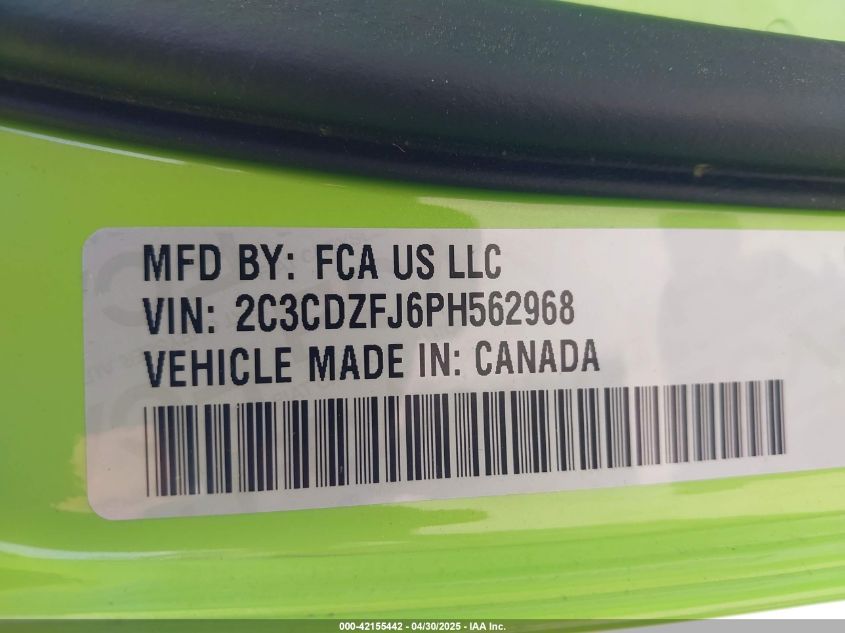 MFD BY: FCA US LLC
VIN: 2C3CDZFJ6PH562968
VEHICLE MADE IN: CANADA
000-42155442 - 04/30/2025 - IAA Inc.